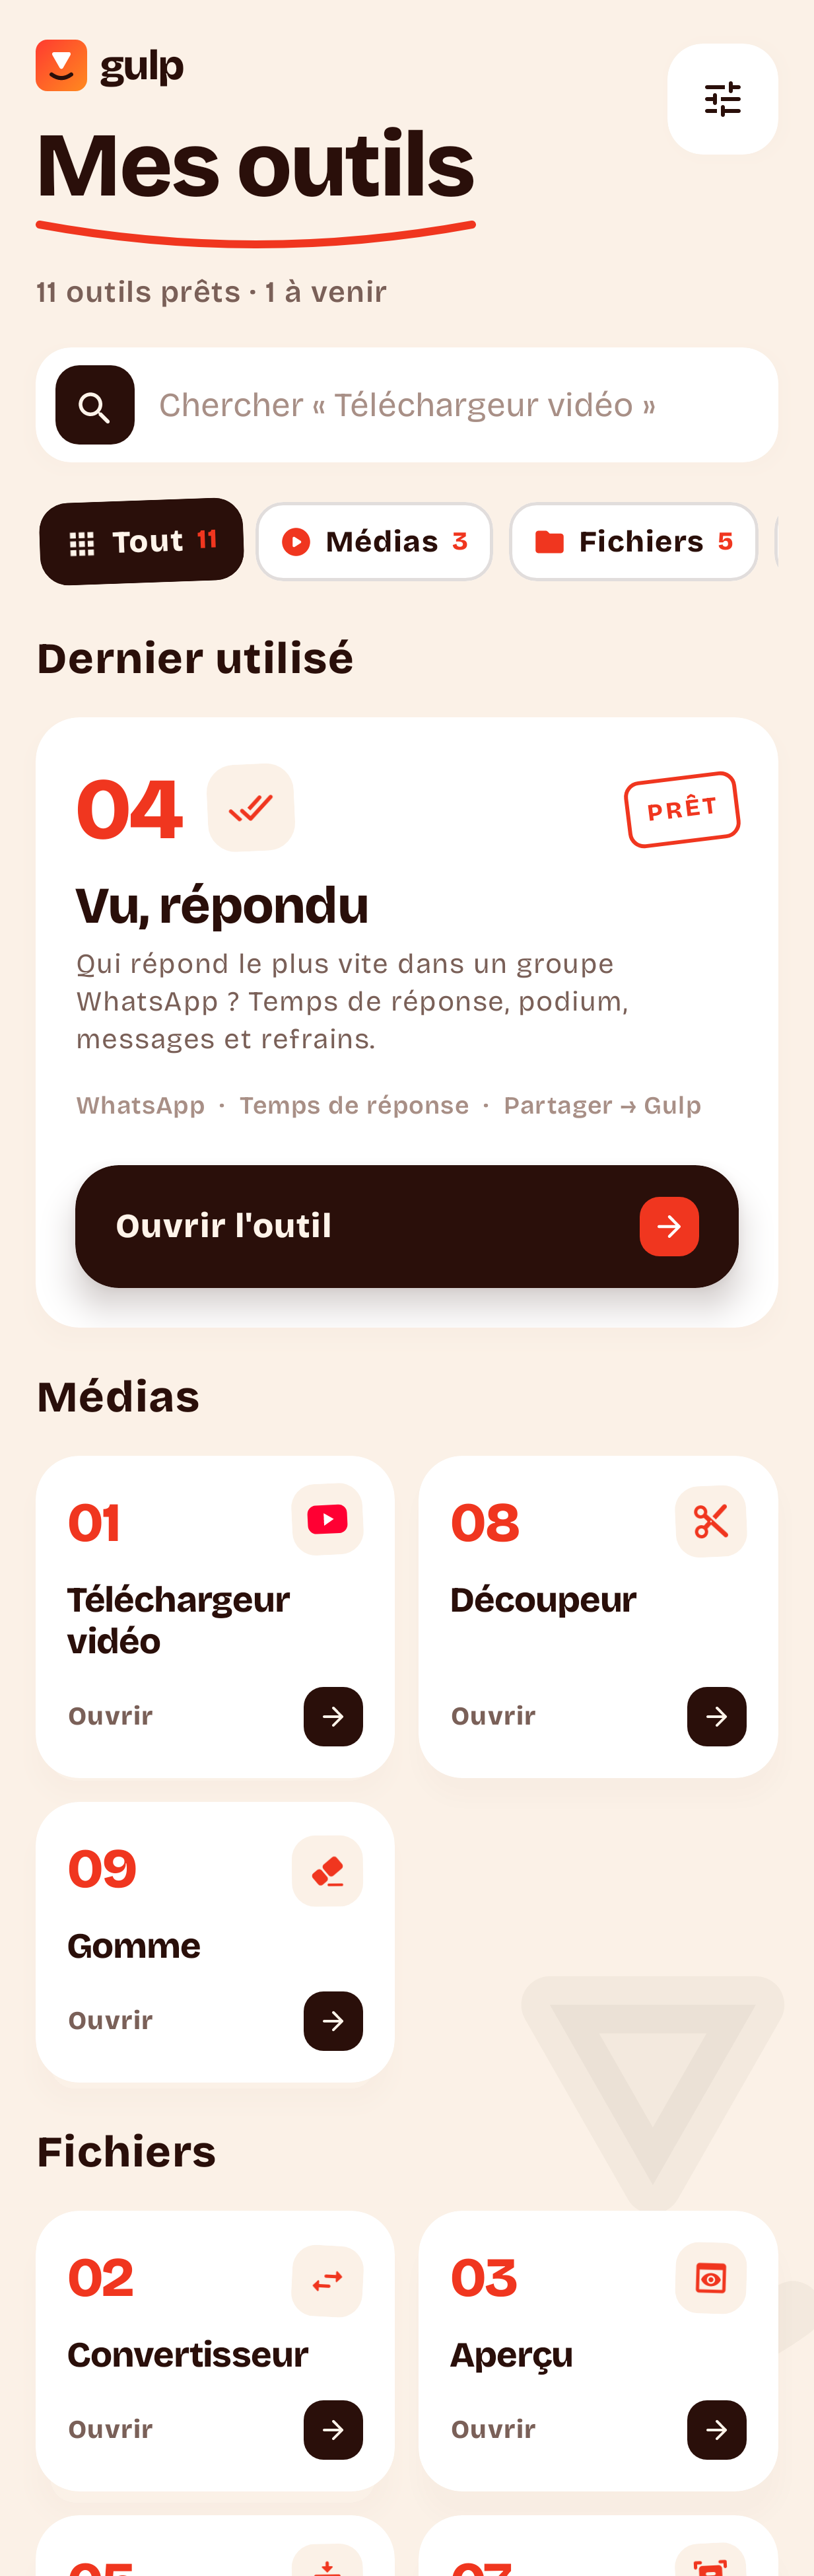 gulp
Mes outils
11 outils prêts · 1 à venir
Chercher « Téléchargeur vidéo »
Tout 11
Médias 3
Fichiers 5
Dernier utilisé
04
PRÊT
Vu, répondu
Qui répond le plus vite dans un groupe
WhatsApp ? Temps de réponse, podium,
messages et refrains.
WhatsApp · Temps de réponse · Partager → Gulp
Ouvrir l'outil
Médias
01
Téléchargeur
vidéo
Ouvrir
08
Découpeur
Ouvrir
09
Gomme
Ouvrir
Fichiers
02
Convertisseur
Ouvrir
03
Aperçu
Ouvrir